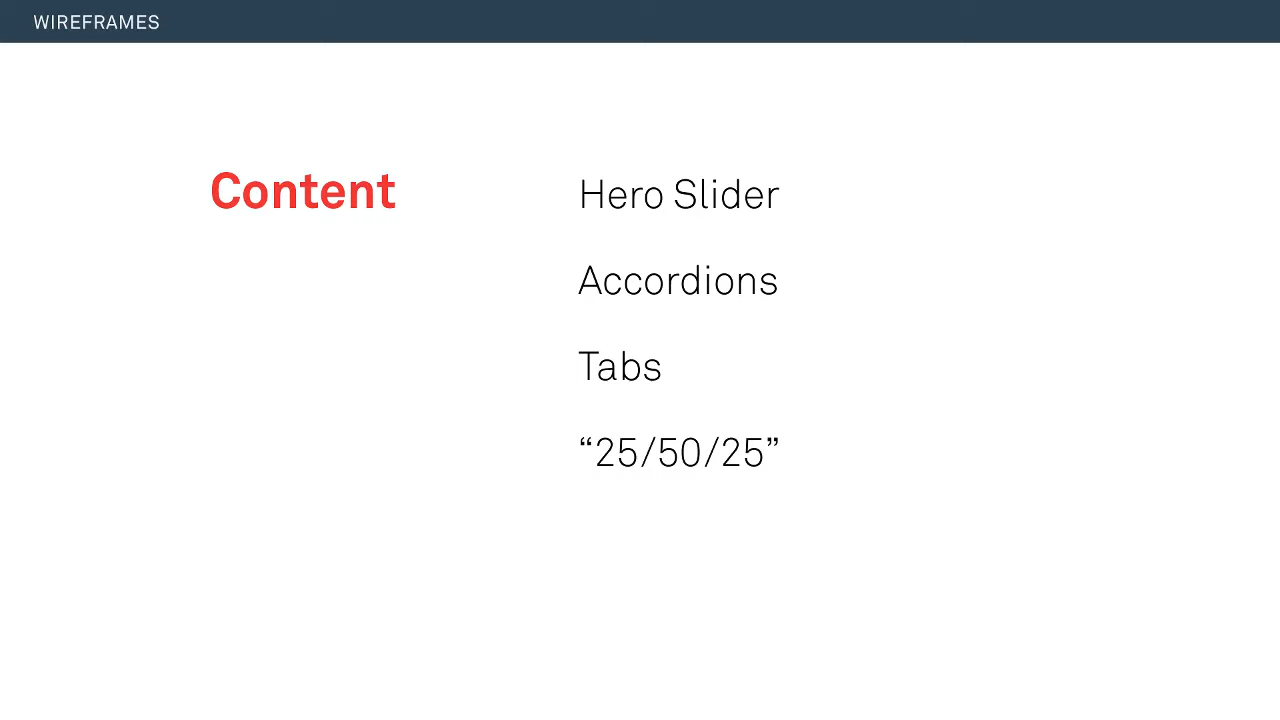 WIREFRAMES
Content
Hero Slider
Accordions
Tabs
“25/50/25”